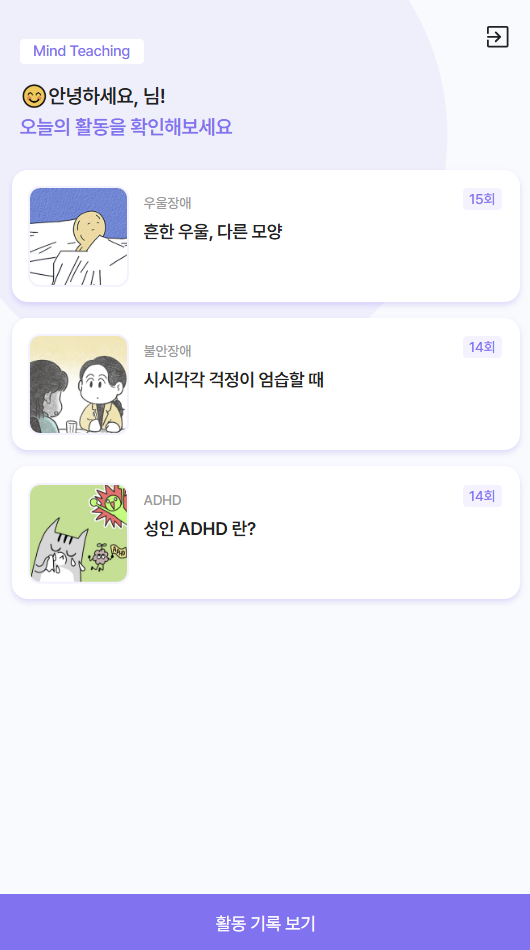 Mind Teaching
안녕하세요, 님!
오늘의 활동을 확인해보세요
우울장애
15회
흔한 우울, 다른 모양
불안장애
14회
시시각각 걱정이 엄습할 때
ADHD
14회
성인 ADHD 란?
활동 기록 보기